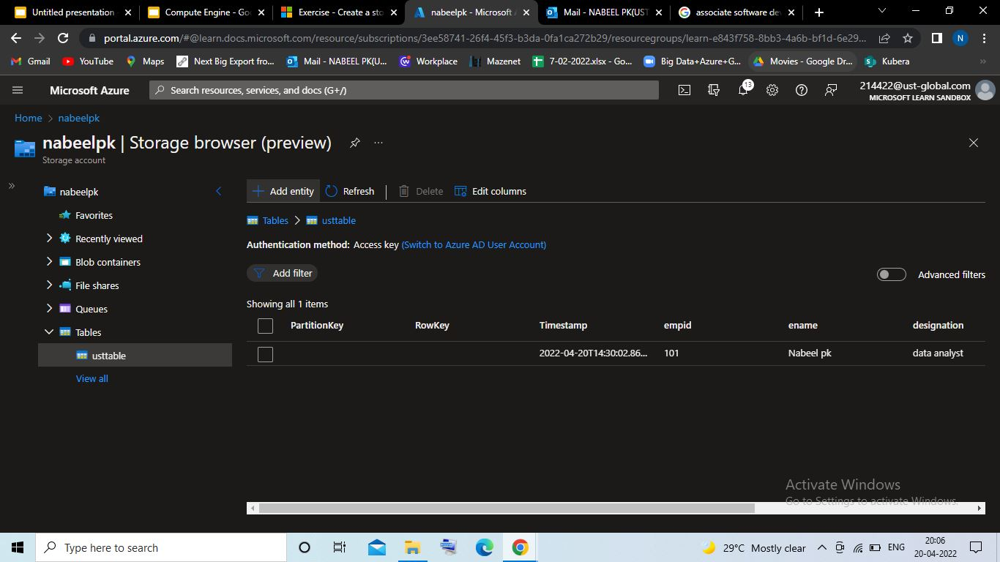 Untitled presentation
Compute Engine - Goo
Exercise - Create a sto
nabeelpk - Microsoft A
Mail - NABEEL PK(UST
associate software dev
portal.azure.com/#@learn.docs.microsoft.com/resource/subscriptions/3ee58741-26f4-45f3-b3da-0fa1ca272b29/resourcegroups/learn-e843f758-8bb3-4a6b-bf1d-6e29...
N
Gmail
YouTube
Maps
Next Big Export fro...
Mail - NABEEL PK(U...
Workplace
Mazenet
7-02-2022.xlsx - Go...
Big Data+Azure+G...
Movies - Google Dr...
Kubera
Microsoft Azure
Search resources, services, and docs (G+/)
13
214422@ust-global.com
MICROSOFT LEARN SANDBOX
Home > nabeelpk
nabeelpk | Storage browser (preview)
Storage account
nabeelpk
Favorites
Recently viewed
Blob containers
File shares
Queues
Tables
usttable
View all
Add entity
Refresh
Delete
Edit columns
Tables > usttable
Authentication method: Access key (Switch to Azure AD User Account)
Add filter
Advanced filters
Showing all 1 items
PartitionKey RowKey Timestamp empid ename designation
2022-04-20T14:30:02.86... 101 Nabeel pk data analyst
Activate Windows
Go to Settings to activate Windows.
Type here to search
29°C Mostly clear
ENG
20:06
20-04-2022